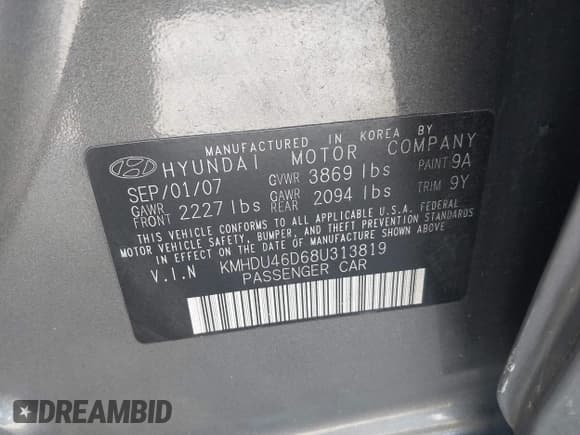 MANUFACTURED IN KOREA BY
HYUNDAI MOTOR COMPANY
SEP/01/07 GVWR 3869 lbs PAINT 9A
GAWR FRONT 2227 lbs GAWR REAR 2094 lbs TRIM 9Y
THIS VEHICLE CONFORMS TO ALL APPLICABLE U.S.A. FEDERAL
MOTOR VEHICLE SAFETY, BUMPER, AND THEFT PREVENTION STANDARDS
IN EFFECT ON THE DATE OF MANUFACTURE SHOWN ABOVE.
V.I.N KMHDU46D68U313819
PASSENGER CAR
DREAMBID